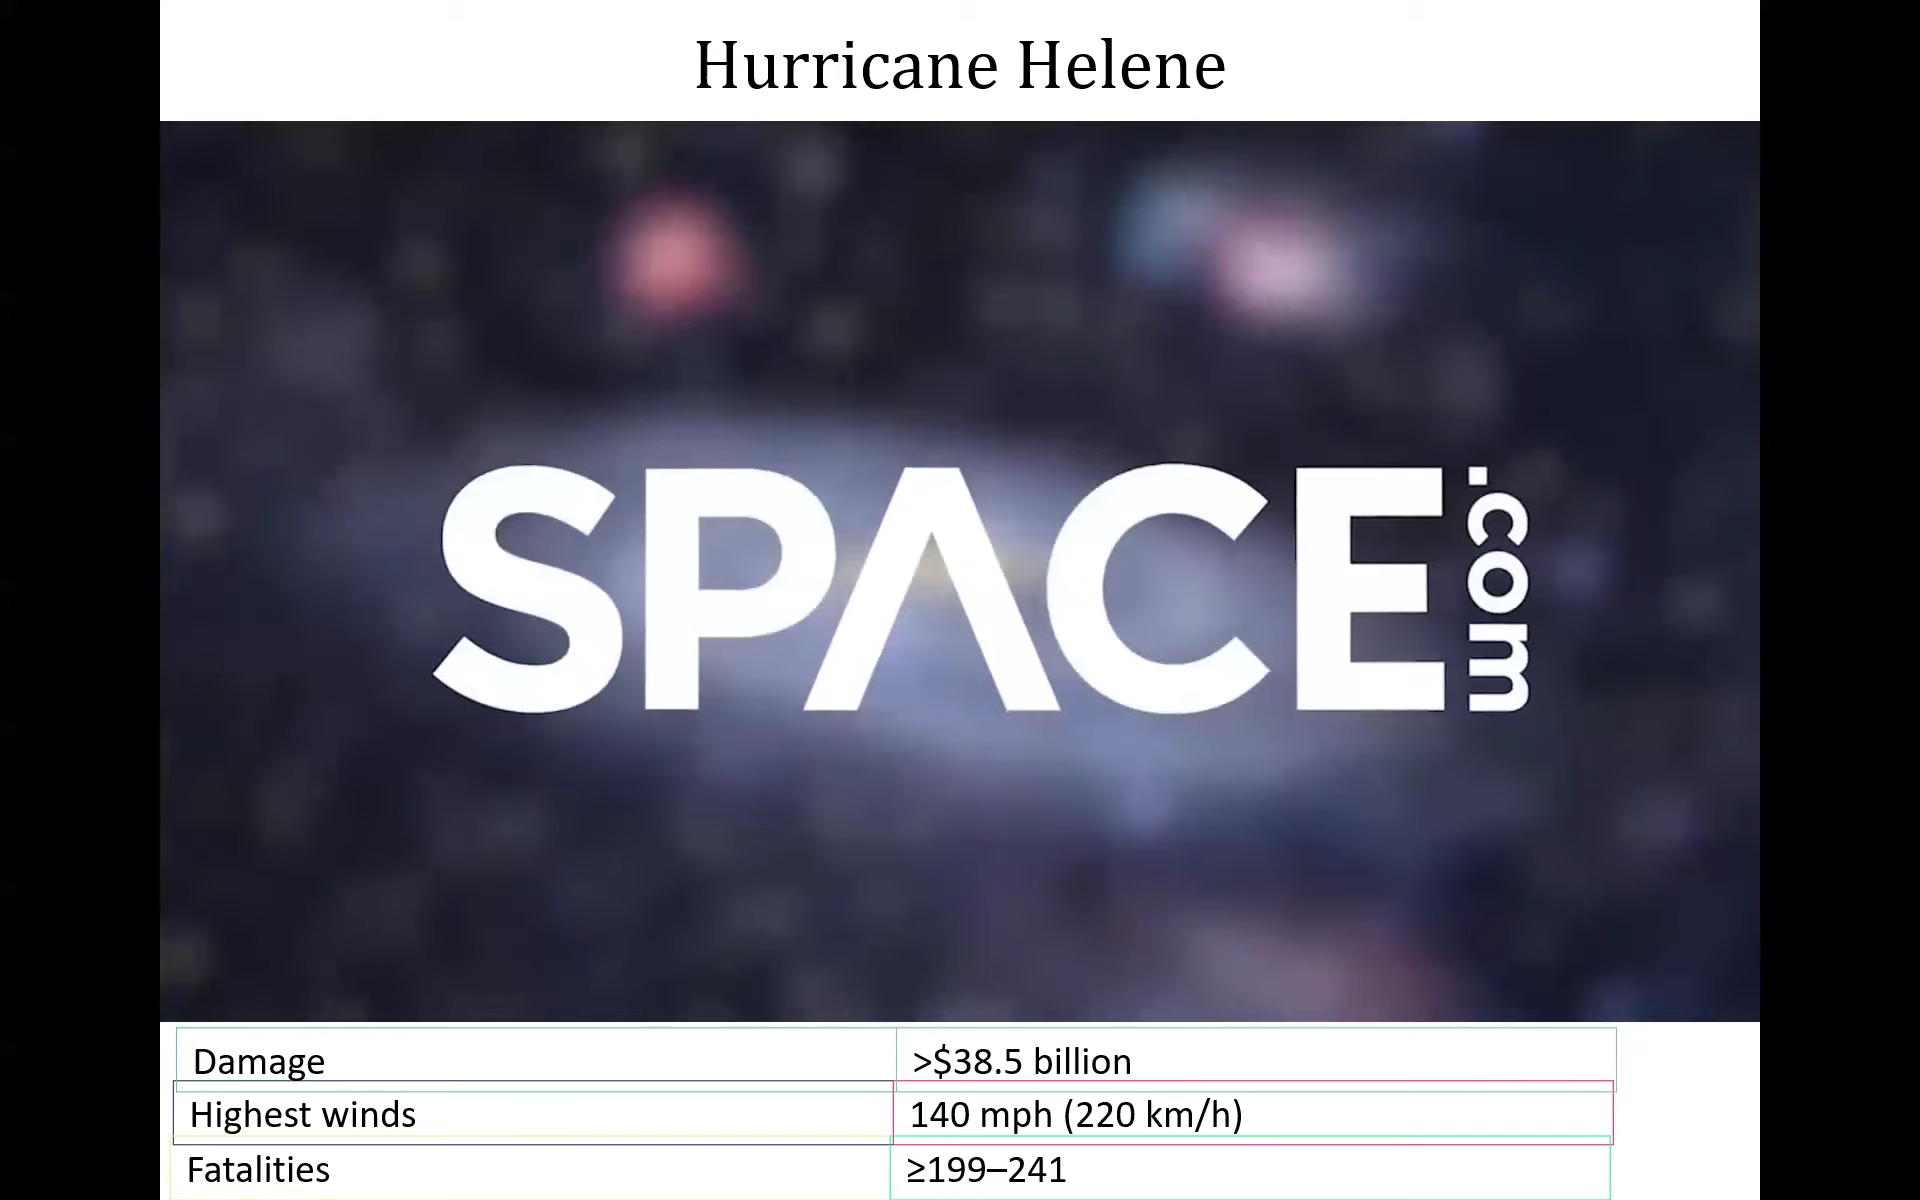 Hurricane Helene
SPACE.com
Damage >$38.5 billion
Highest winds 140 mph (220 km/h)
Fatalities ≥199–241